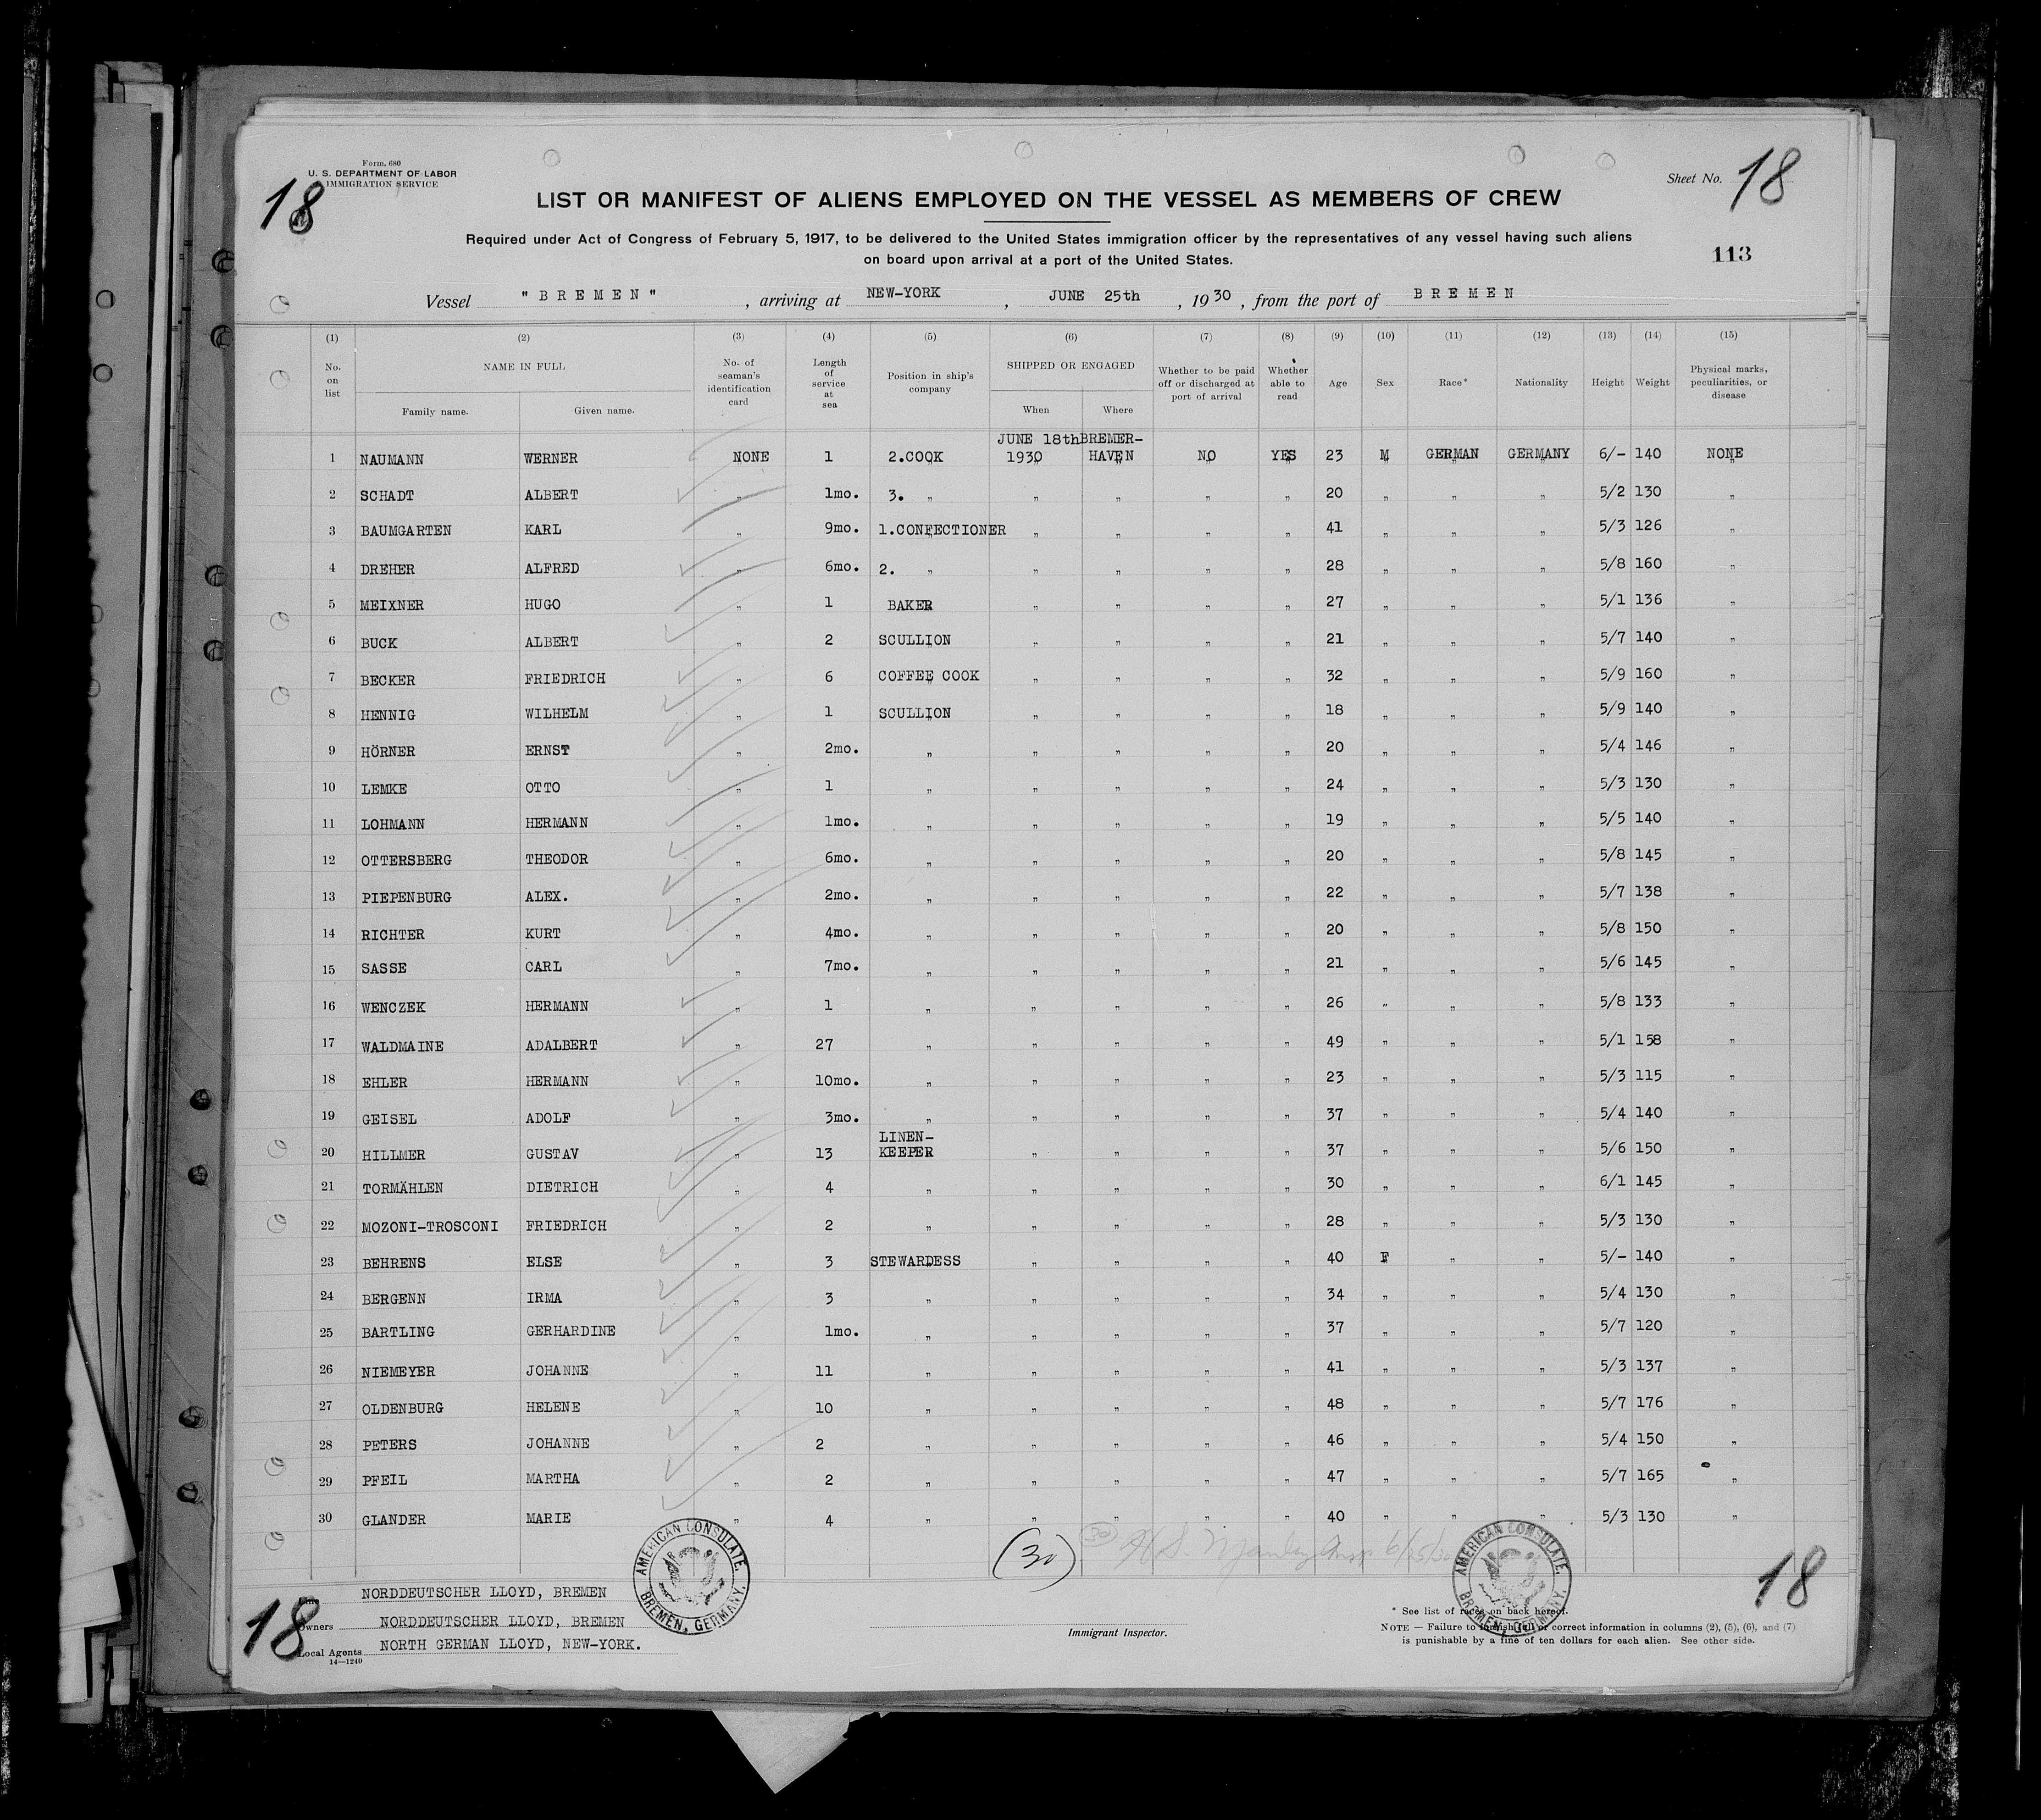 Form. 680
U. S. DEPARTMENT OF LABOR
IMMIGRATION SERVICE
18
Sheet No. 18
LIST OR MANIFEST OF ALIENS EMPLOYED ON THE VESSEL AS MEMBERS OF CREW
Required under Act of Congress of February 5, 1917, to be delivered to the United States immigration officer by the representatives of any vessel having such aliens
on board upon arrival at a port of the United States.
113
Vessel "BREMEN", arriving at NEW-YORK, JUNE 25th, 1930, from the port of BREMEN
(1) (2) (3) (4) (5) (6) (7) (8) (9) (10) (11) (12) (13) (14) (15)
No. on list NAME IN FULL Family name. Given name. No. of seaman's identification card Length of service at sea Position in ship's company SHIPPED OR ENGAGED When Where Whether to be paid off or discharged at port of arrival Whether able to read Age Sex Race* Nationality Height Weight Physical marks, peculiarities, or disease
JUNE 18th BREMER-
1 NAUMANN WERNER NONE 1 2.COOK 1930 HAVEN NO YES 23 M GERMAN GERMANY 6/- 140 NONE
2 SCHADT ALBERT " 1mo. 3. " " " " " 20 " " " 5/2 130 "
3 BAUMGARTEN KARL " 9mo. 1.CONFECTIONER " " " " 41 " " " 5/3 126 "
4 DREHER ALFRED " 6mo. 2. " " " " " 28 " " " 5/8 160 "
5 MEIXNER HUGO " 1 BAKER " " " " 27 " " " 5/1 136 "
6 BUCK ALBERT " 2 SCULLION " " " " 21 " " " 5/7 140 "
7 BECKER FRIEDRICH " 6 COFFEE COOK " " " " 32 " " " 5/9 160 "
8 HENNIG WILHELM " 1 SCULLION " " " " 18 " " " 5/9 140 "
9 HÖRNER ERNST " 2mo. " " " " " 20 " " " 5/4 146 "
10 LEMKE OTTO " 1 " " " " " 24 " " " 5/3 130 "
11 LOHMANN HERMANN " 1mo. " " " " " 19 " " " 5/5 140 "
12 OTTERSBERG THEODOR " 6mo. " " " " " 20 " " " 5/8 145 "
13 PIEPENBURG ALEX. " 2mo. " " " " " 22 " " " 5/7 138 "
14 RICHTER KURT " 4mo. " " " " " 20 " " " 5/8 150 "
15 SASSE CARL " 7mo. " " " " " 21 " " " 5/6 145 "
16 WENCZEK HERMANN " 1 " " " " " 26 " " " 5/8 133 "
17 WALDMAINE ADALBERT " 27 " " " " " 49 " " " 5/1 158 "
18 EHLER HERMANN " 10mo. " " " " " 23 " " " 5/3 115 "
19 GEISEL ADOLF " 3mo. " " " " " 37 " " " 5/4 140 "
LINEN-
20 HILLMER GUSTAV " 13 KEEPER " " " " 37 " " " 5/6 150 "
21 TORMÄHLEN DIETRICH " 4 " " " " " 30 " " " 6/1 145 "
22 MOZONI-TROSCONI FRIEDRICH " 2 " " " " " 28 " " " 5/3 130 "
23 BEHRENS ELSE " 3 STEWARDESS " " " " 40 F " " 5/- 140 "
24 BERGENN IRMA " 3 " " " " " 34 " " " 5/4 130 "
25 BARTLING GERHARDINE " 1mo. " " " " " 37 " " " 5/7 120 "
26 NIEMEYER JOHANNE " 11 " " " " " 41 " " " 5/3 137 "
27 OLDENBURG HELENE " 10 " " " " " 48 " " " 5/7 176 "
28 PETERS JOHANNE " 2 " " " " " 46 " " " 5/4 150 "
29 PFEIL MARTHA " 2 " " " " " 47 " " " 5/7 165 "
30 GLANDER MARIE " 4 " " " " " 40 " " " 5/3 130 "
(30) 30 6/25/30
AMERICAN CONSULATE, BREMEN, GERMANY.
AMERICAN CONSULATE, BREMEN, GERMANY.
18
NORDDEUTSCHER LLOYD, BREMEN
18
Owners NORDDEUTSCHER LLOYD, BREMEN
Local Agents NORTH GERMAN LLOYD, NEW-YORK.
14—1240
Immigrant Inspector.
* See list of races on back hereof.
NOTE — Failure to furnish full or correct information in columns (2), (5), (6), and (7)
is punishable by a fine of ten dollars for each alien. See other side.